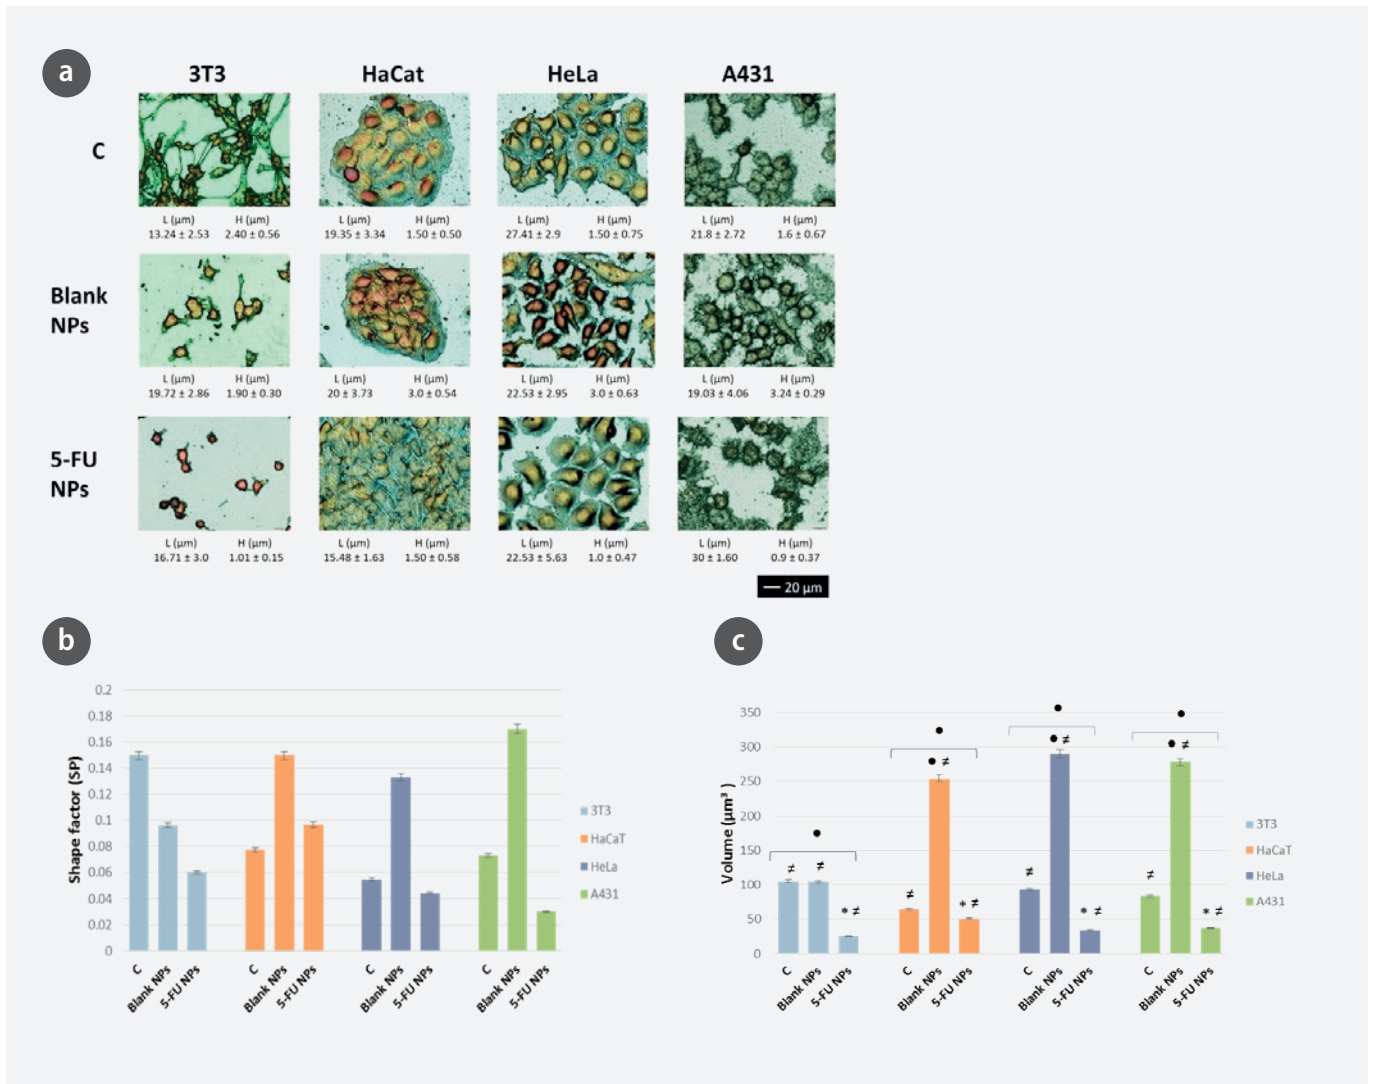 a
3T3 HaCat HeLa A431
C
L (µm) H (µm) L (µm) H (µm) L (µm) H (µm) L (µm) H (µm)
13.24 ± 2.53 2.40 ± 0.56 19.35 ± 3.34 1.50 ± 0.50 27.41 ± 2.9 1.50 ± 0.75 21.8 ± 2.72 1.6 ± 0.67
Blank
NPs
L (µm) H (µm) L (µm) H (µm) L (µm) H (µm) L (µm) H (µm)
19.72 ± 2.86 1.90 ± 0.30 20 ± 3.73 3.0 ± 0.54 22.53 ± 2.95 3.0 ± 0.63 19.03 ± 4.06 3.24 ± 0.29
5-FU
NPs
L (µm) H (µm) L (µm) H (µm) L (µm) H (µm) L (µm) H (µm)
16.71 ± 3.0 1.01 ± 0.15 15.48 ± 1.63 1.50 ± 0.58 22.53 ± 5.63 1.0 ± 0.47 30 ± 1.60 0.9 ± 0.37
20 µm
b
Shape factor (SP)
0.2
0.18
0.16
0.14
0.12
0.1
0.08
0.06
0.04
0.02
0
C Blank NPs 5-FU NPs C Blank NPs 5-FU NPs C Blank NPs 5-FU NPs C Blank NPs 5-FU NPs
3T3
HaCaT
HeLa
A431
c
Volume (µm³ )
350
300
250
200
150
100
50
0
• • • •
• ≠ • ≠ • ≠
≠ ≠ ≠ ≠ ≠
* ≠ * ≠ * ≠ * ≠
C Blank NPs 5-FU NPs C Blank NPs 5-FU NPs C Blank NPs 5-FU NPs C Blank NPs 5-FU NPs
3T3
HaCaT
HeLa
A431